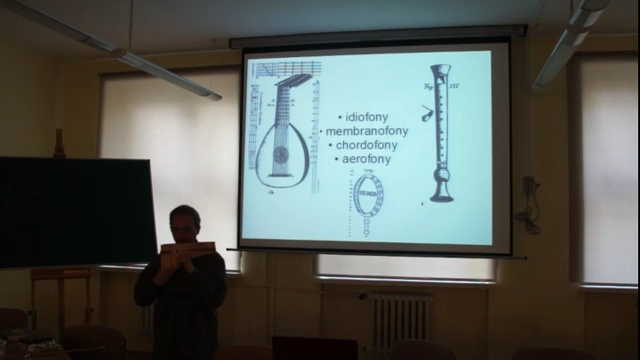 • idiofony
• membranofony
• chordofony
• aerofony